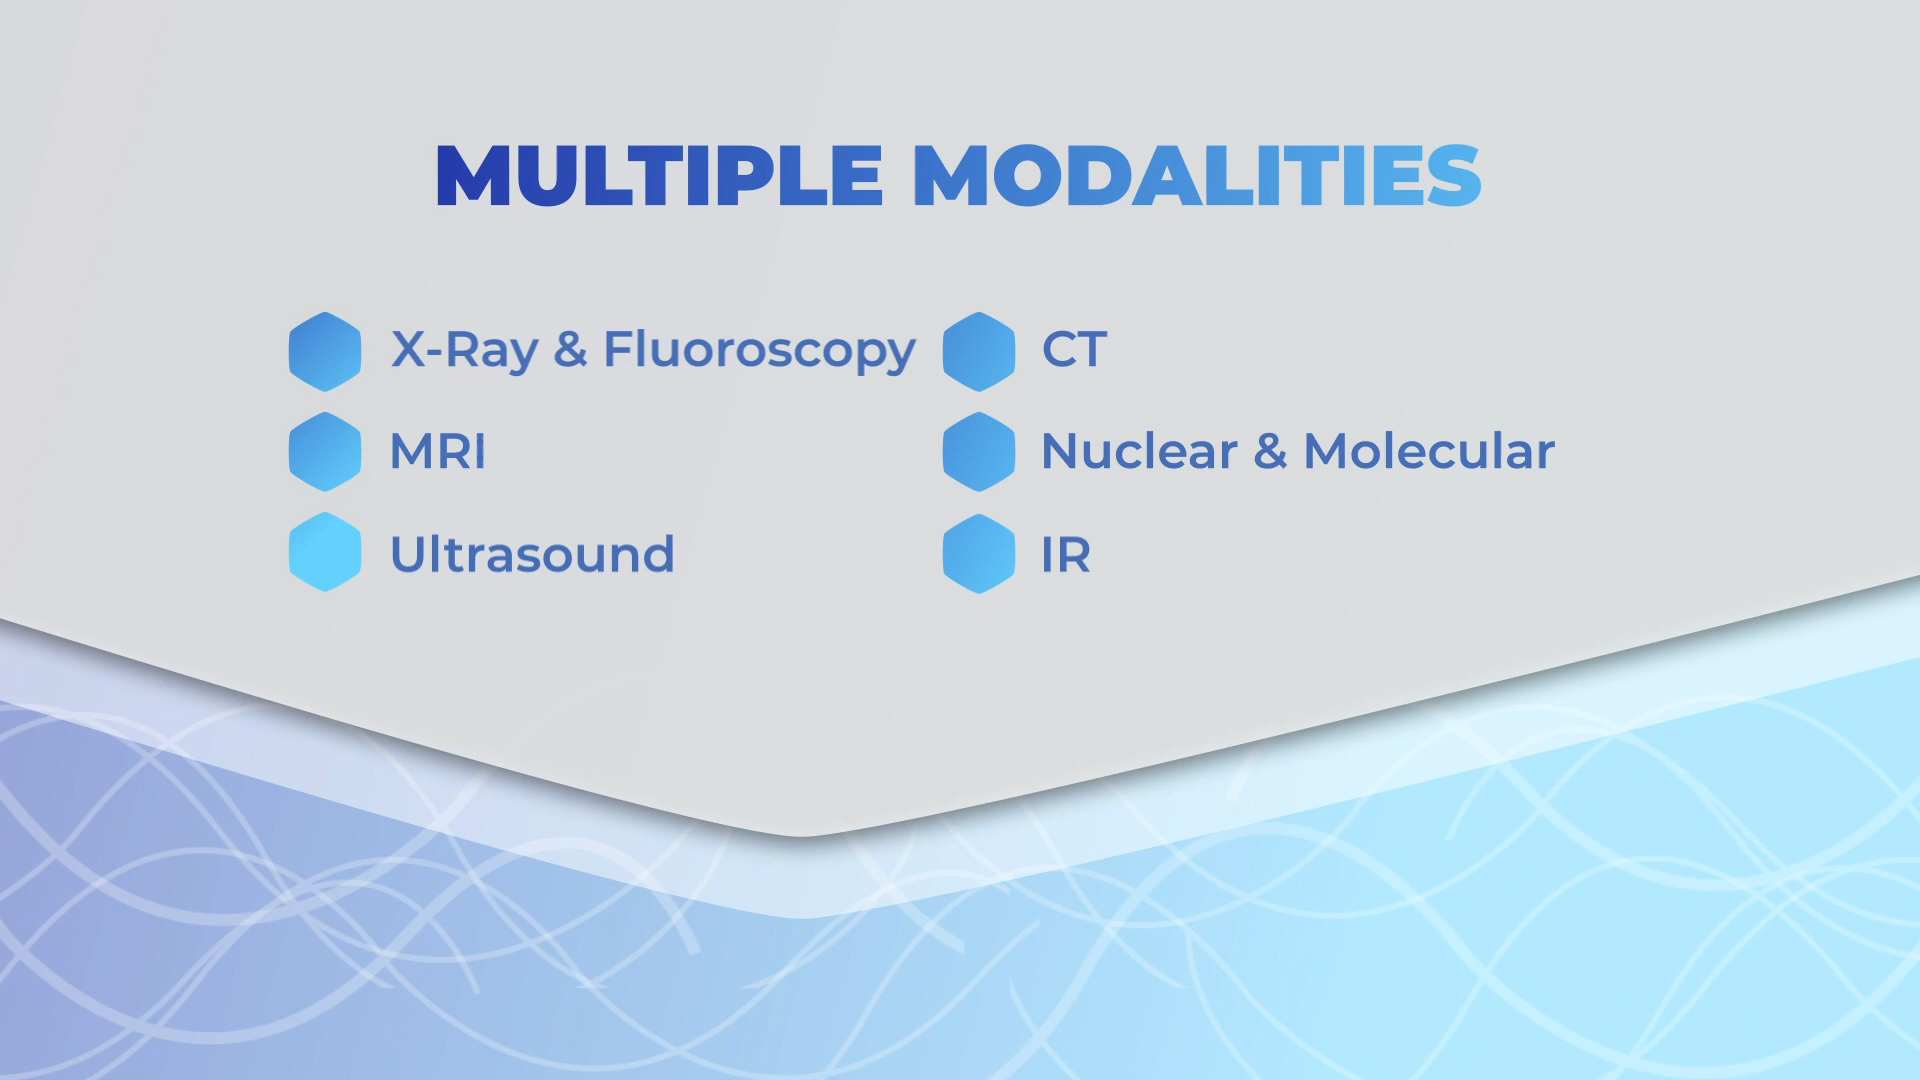 MULTIPLE MODALITIES
X-Ray & Fluoroscopy
MRI
Ultrasound
CT
Nuclear & Molecular
IR